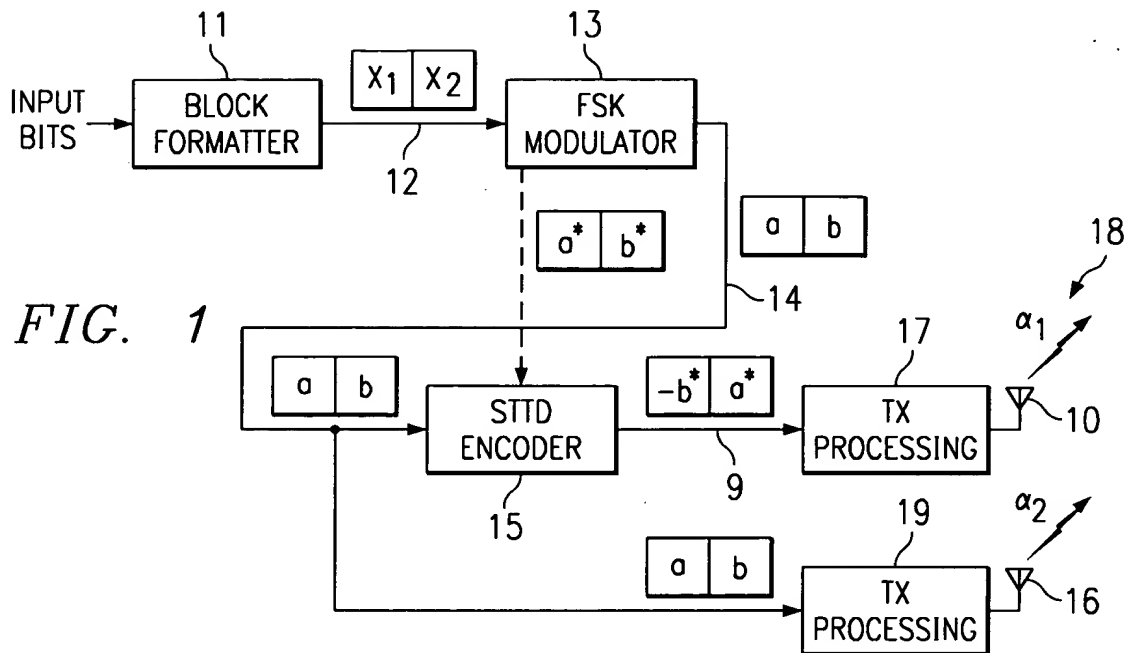 11
13
X1 X2
INPUT
BITS
BLOCK
FORMATTER
FSK
MODULATOR
12
a* b*
a b
14
18
FIG. 1
α1
17
a b
STTD
ENCODER
-b* a*
TX
PROCESSING
10
9
15
19
α2
a b
TX
PROCESSING
16